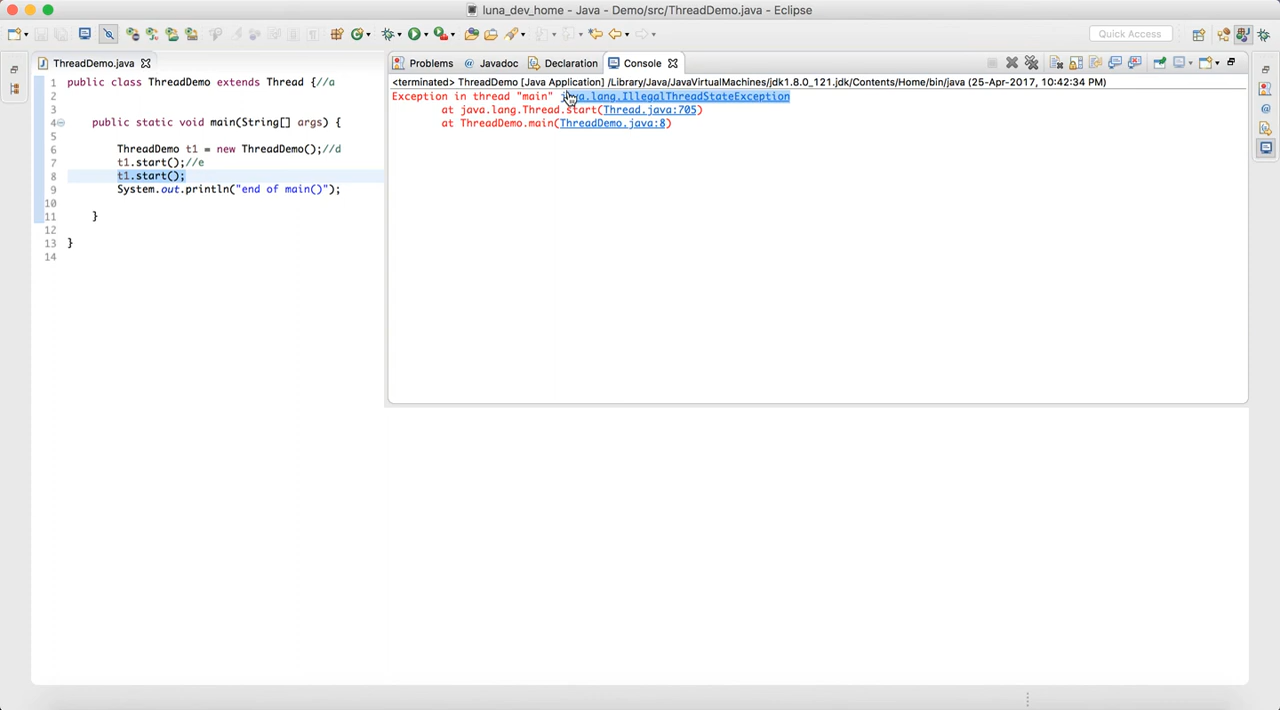 luna_dev_home - Java - Demo/src/ThreadDemo.java - Eclipse
Quick Access
ThreadDemo.java
1 public class ThreadDemo extends Thread {//a
2
3
4 public static void main(String[] args) {
5
6 ThreadDemo t1 = new ThreadDemo();//d
7 t1.start();//e
8 t1.start();
9 System.out.println("end of main()");
10
11 }
12
13 }
14
Problems @ Javadoc Declaration Console
<terminated> ThreadDemo [Java Application] /Library/Java/JavaVirtualMachines/jdk1.8.0_121.jdk/Contents/Home/bin/java (25-Apr-2017, 10:42:34 PM)
Exception in thread "main" java.lang.IllegalThreadStateException
at java.lang.Thread.start(Thread.java:705)
at ThreadDemo.main(ThreadDemo.java:8)